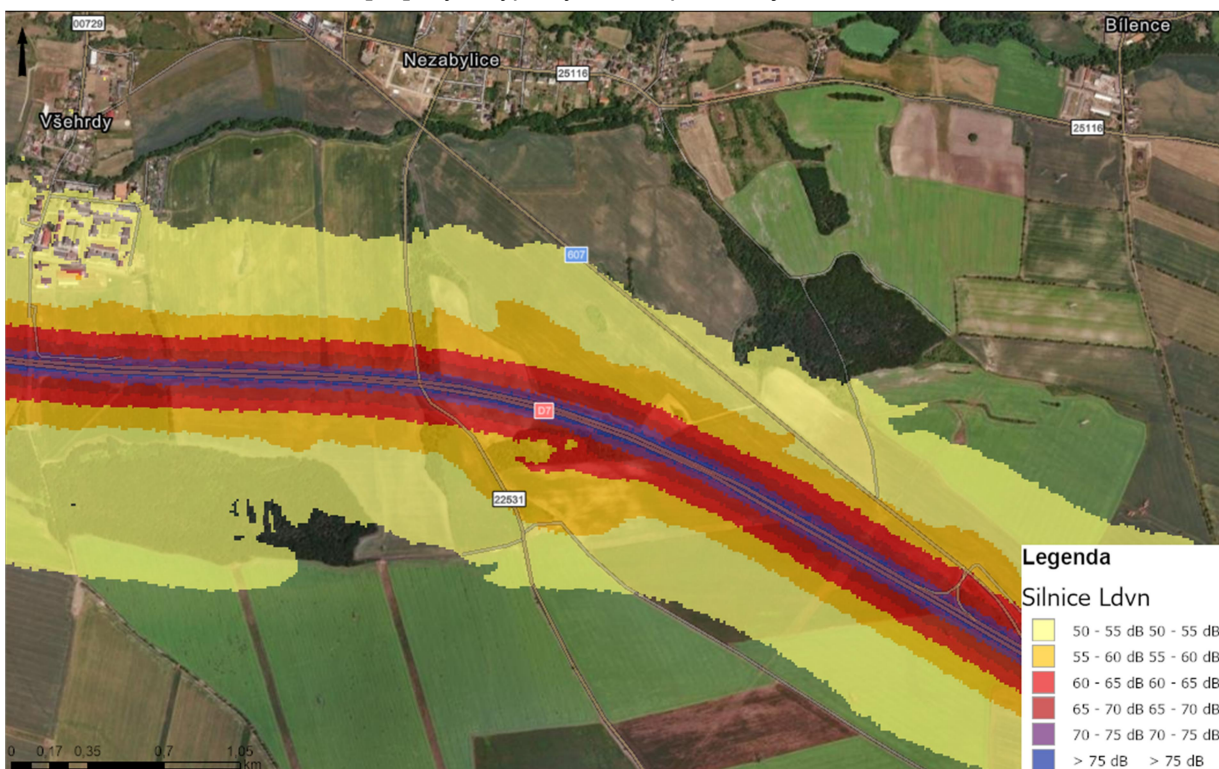 00729
Bílence
Nezabylice
25116
Všehrdy
25116
607
D7
22531
Legenda
Silnice Ldvn
50 - 55 dB 50 - 55 dB
55 - 60 dB 55 - 60 dB
60 - 65 dB 60 - 65 dB
65 - 70 dB 65 - 70
70 - 75 dB 70 - 75
> 75 dB > 75 dB
0 0,17 0,35 0.7 1.05
km